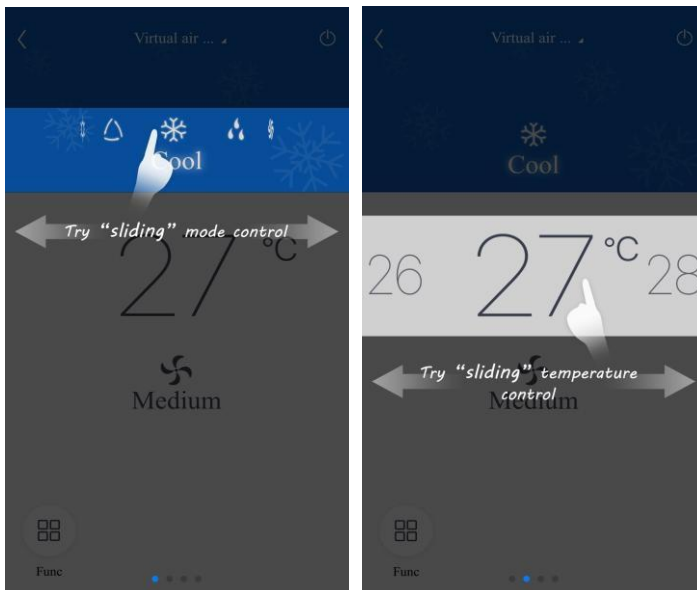 Virtual air ...
Cool
Try “sliding” mode control
27 °C
Medium
Func
Virtual air ...
Cool
26 27 °C 28
Try “sliding” temperature
control
Medium
Func